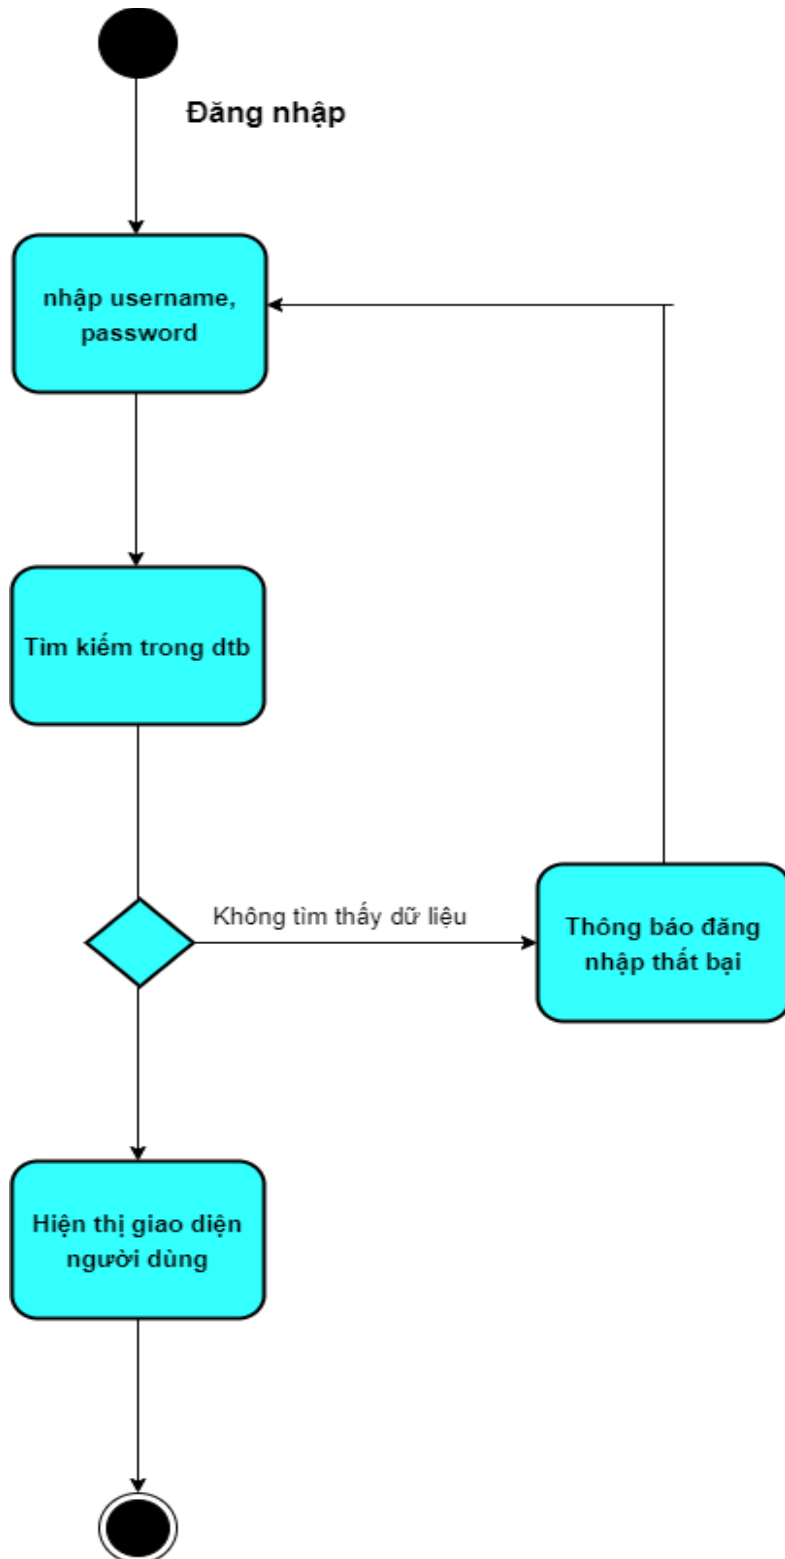 Đăng nhập
nhập username,
password
Tìm kiếm trong dtb
Không tìm thấy dữ liệu
Thông báo đăng
nhập thất bại
Hiện thị giao diện
người dùng